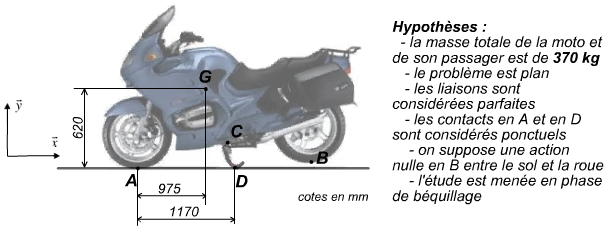 Hypothèses :
- la masse totale de la moto et
de son passager est de 370 kg
- le problème est plan
- les liaisons sont
considérées parfaites
- les contacts en A et en D
sont considérés ponctuels
- on suppose une action
nulle en B entre le sol et la roue
- l'étude est menée en phase
de béquillage
G
y
620
x
C
B
A
D
975
1170
cotes en mm